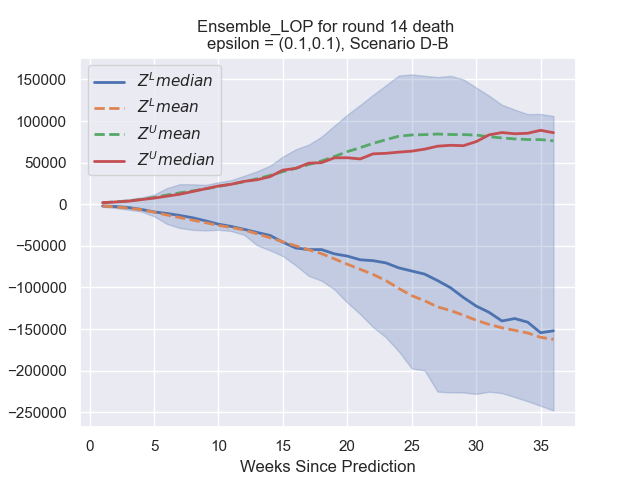 Ensemble_LOP for round 14 death
epsilon = (0.1,0.1), Scenario D-B
Z^L median
Z^L mean
Z^U mean
Z^U median
150000
100000
50000
0
−50000
−100000
−150000
−200000
−250000
0 5 10 15 20 25 30 35
Weeks Since Prediction